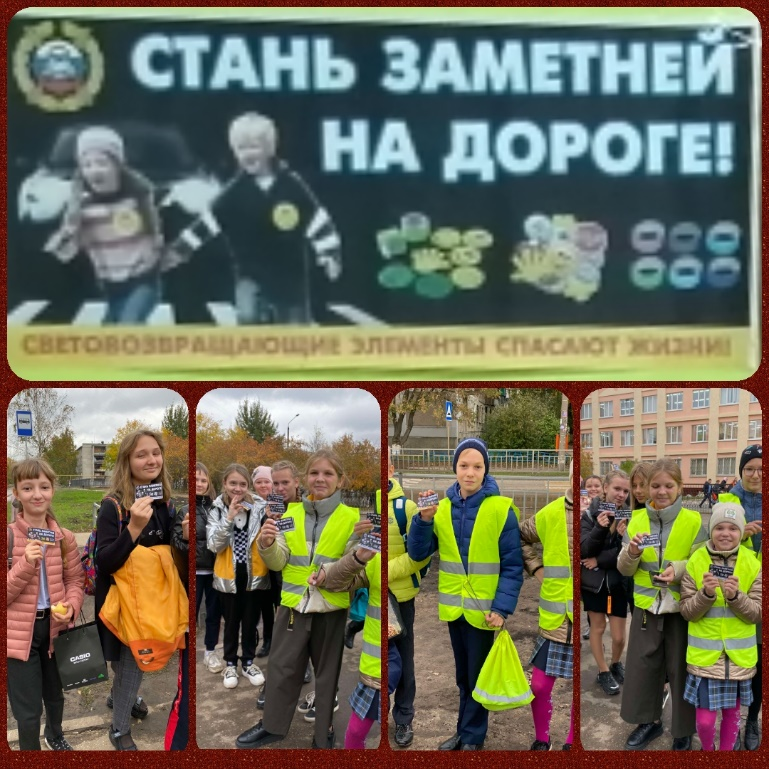 СТАНЬ ЗАМЕТНЕЙ
НА ДОРОГЕ!
СВЕТОВОЗВРАЩАЮЩИЕ ЭЛЕМЕНТЫ СПАСАЮТ ЖИЗНИ!
CASIO